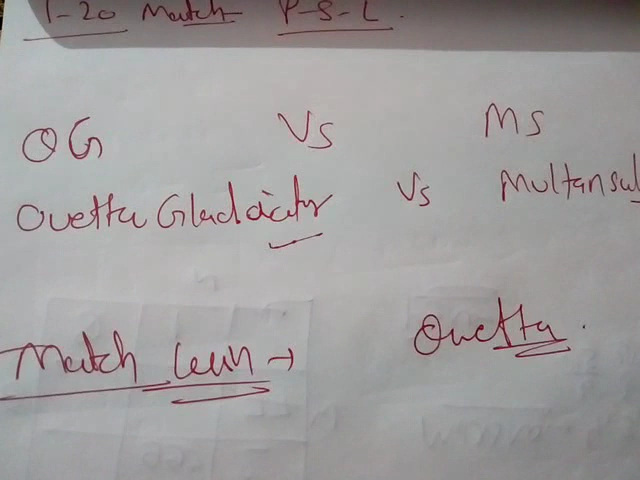 T-20 Match P-S-L.
QG Vs MS
Quetta Gladiator Vs Multansul
Match win → Quetta.